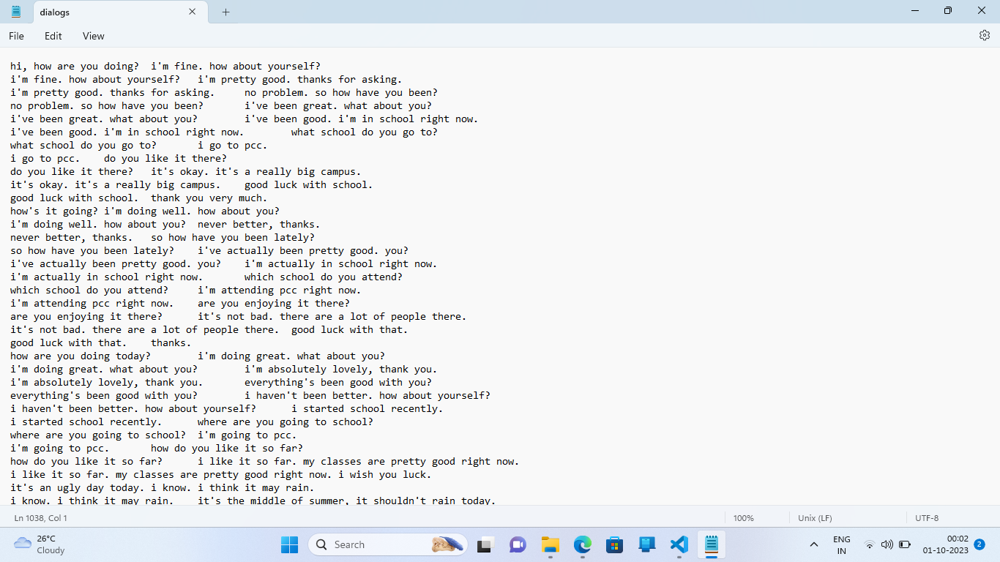 dialogs
File Edit View
hi, how are you doing?	i'm fine. how about yourself?
i'm fine. how about yourself?	i'm pretty good. thanks for asking.
i'm pretty good. thanks for asking.	no problem. so how have you been?
no problem. so how have you been?	i've been great. what about you?
i've been great. what about you?	i've been good. i'm in school right now.
i've been good. i'm in school right now.	what school do you go to?
what school do you go to?	i go to pcc.
i go to pcc.	do you like it there?
do you like it there?	it's okay. it's a really big campus.
it's okay. it's a really big campus.	good luck with school.
good luck with school.	thank you very much.
how's it going?	i'm doing well. how about you?
i'm doing well. how about you?	never better, thanks.
never better, thanks.	so how have you been lately?
so how have you been lately?	i've actually been pretty good. you?
i've actually been pretty good. you?	i'm actually in school right now.
i'm actually in school right now.	which school do you attend?
which school do you attend?	i'm attending pcc right now.
i'm attending pcc right now.	are you enjoying it there?
are you enjoying it there?	it's not bad. there are a lot of people there.
it's not bad. there are a lot of people there.	good luck with that.
good luck with that.	thanks.
how are you doing today?	i'm doing great. what about you?
i'm doing great. what about you?	i'm absolutely lovely, thank you.
i'm absolutely lovely, thank you.	everything's been good with you?
everything's been good with you?	i haven't been better. how about yourself?
i haven't been better. how about yourself?	i started school recently.
i started school recently.	where are you going to school?
where are you going to school?	i'm going to pcc.
i'm going to pcc.	how do you like it so far?
how do you like it so far?	i like it so far. my classes are pretty good right now.
i like it so far. my classes are pretty good right now.	i wish you luck.
it's an ugly day today.	i know. i think it may rain.
i know. i think it may rain.	it's the middle of summer, it shouldn't rain today.
Ln 1038, Col 1	100%	Unix (LF)	UTF-8
26°C
Cloudy
Search
ENG
IN
00:02
01-10-2023
2